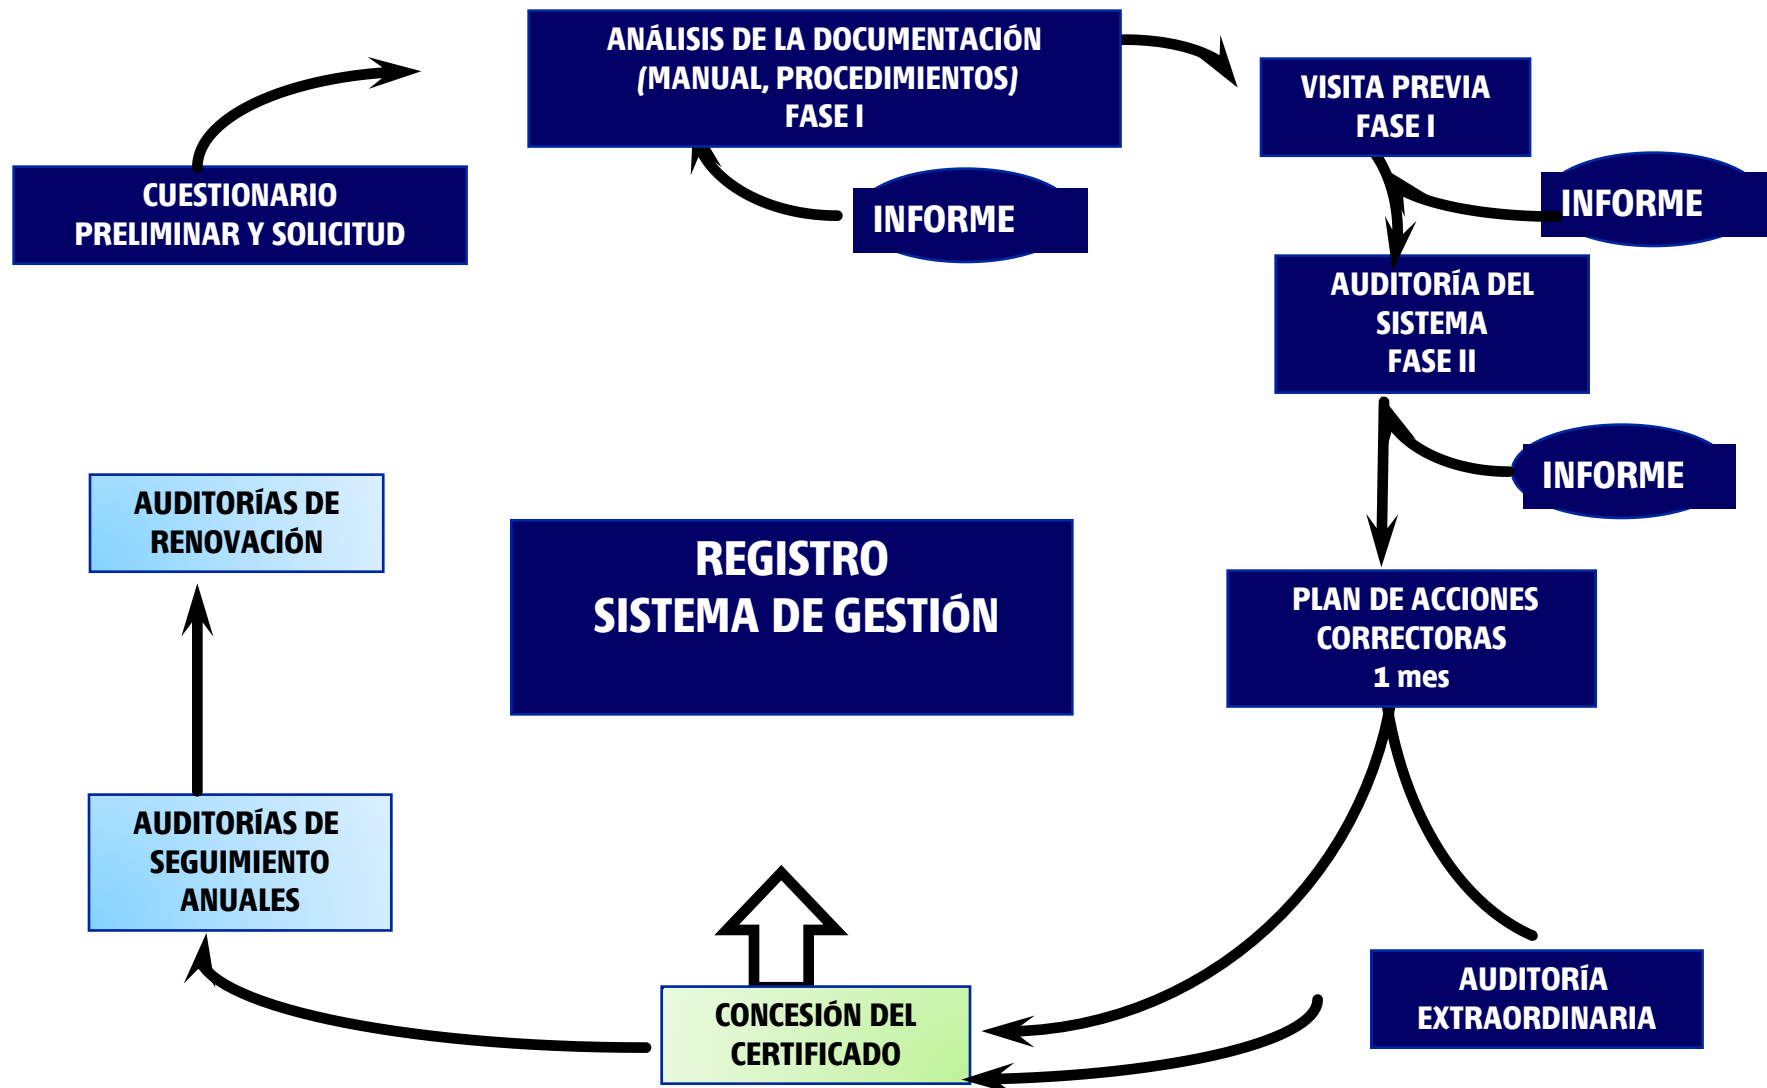 ANÁLISIS DE LA DOCUMENTACIÓN
(MANUAL, PROCEDIMIENTOS)
FASE I
VISITA PREVIA
FASE I
CUESTIONARIO
PRELIMINAR Y SOLICITUD
INFORME
INFORME
AUDITORÍA DEL
SISTEMA
FASE II
INFORME
AUDITORÍAS DE
RENOVACIÓN
REGISTRO
SISTEMA DE GESTIÓN
PLAN DE ACCIONES
CORRECTORAS
1 mes
AUDITORÍAS DE
SEGUIMIENTO
ANUALES
CONCESIÓN DEL
CERTIFICADO
AUDITORÍA
EXTRAORDINARIA